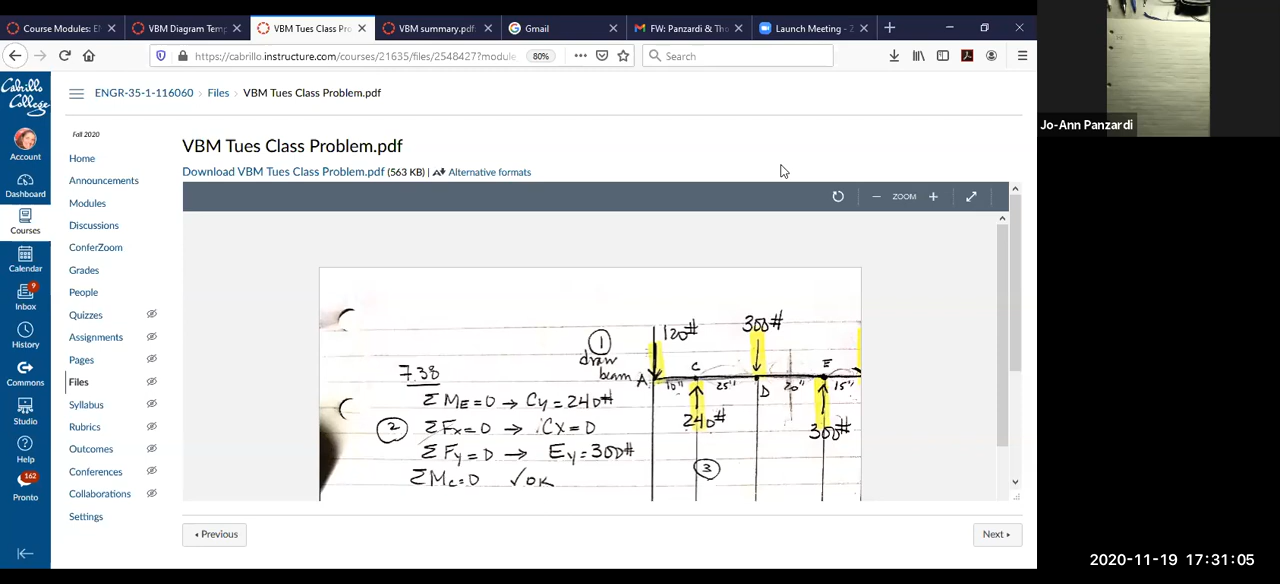 Course Modules: E
VBM Diagram Temp
VBM Tues Class Pro
VBM summary.pdf:
Gmail
FW: Panzardi & Tho
Launch Meeting - Z
https://cabrillo.instructure.com/courses/21635/files/2548427?module
80%
Search
Cabrillo College
Account
Dashboard
Courses
Calendar
9
Inbox
History
Commons
Studio
Help
162
Pronto
ENGR-35-1-116060 › Files › VBM Tues Class Problem.pdf
Fall 2020
Home
Announcements
Modules
Discussions
ConferZoom
Grades
People
Quizzes
Assignments
Pages
Files
Syllabus
Rubrics
Outcomes
Conferences
Collaborations
Settings
VBM Tues Class Problem.pdf
Download VBM Tues Class Problem.pdf (563 KB) | Alternative formats
ZOOM
1
draw
beam
120#
300#
A
C
D
E
10"
25"
20"
15"
240#
300#
3
7.38
ΣME=0 → Cy=240#
2
ΣFx=0 → Cx=0
ΣFy=0 → Ey=300#
ΣMc=0 ✓OK
Previous
Next
Jo-Ann Panzardi
2020-11-19 17:31:05